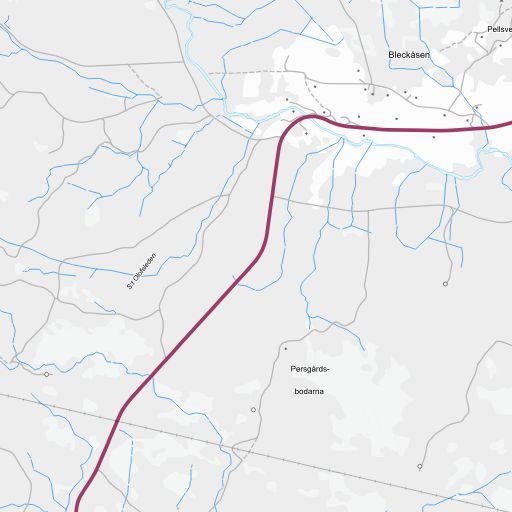 Pellsve
Bleckåsen
S:t Olofsleden
Persgårds-
bodarna